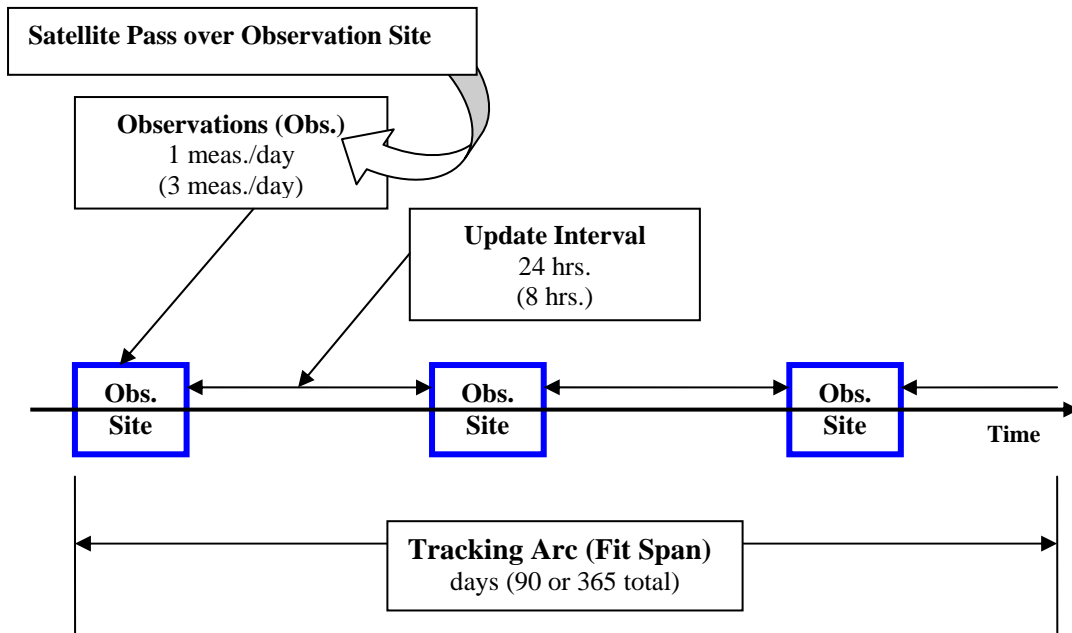 Satellite Pass over Observation Site
Observations (Obs.)
1 meas./day
(3 meas./day)
Update Interval
24 hrs.
(8 hrs.)
Obs.
Site
Obs.
Site
Obs.
Site
Time
Tracking Arc (Fit Span)
days (90 or 365 total)